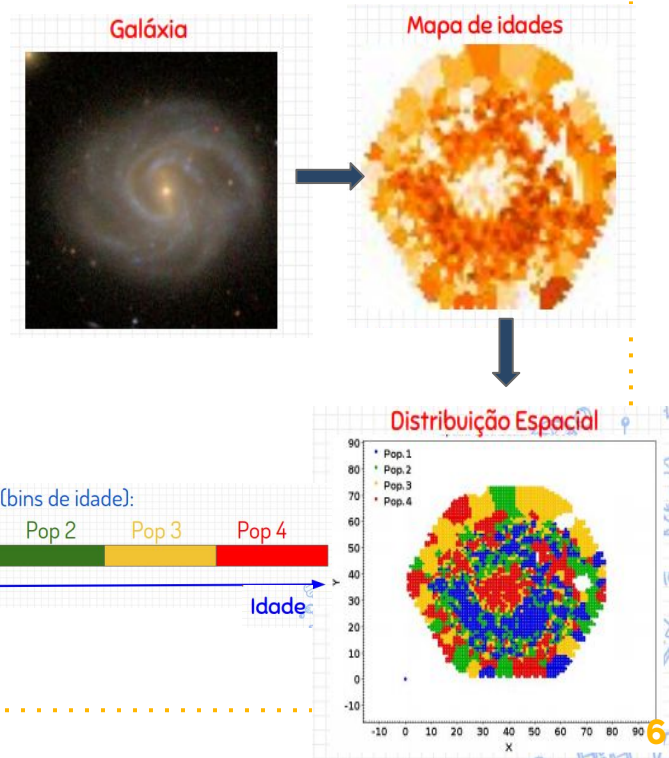 Galáxia
Mapa de idades
Distribuição Espacial
(bins de idade):
Pop 2 Pop 3 Pop 4
Idade
Pop.1
Pop.2
Pop.3
Pop.4
90
80
70
60
50
40
30
20
10
0
-10
Y
-10 0 10 20 30 40 50 60 70 80 90
X
6